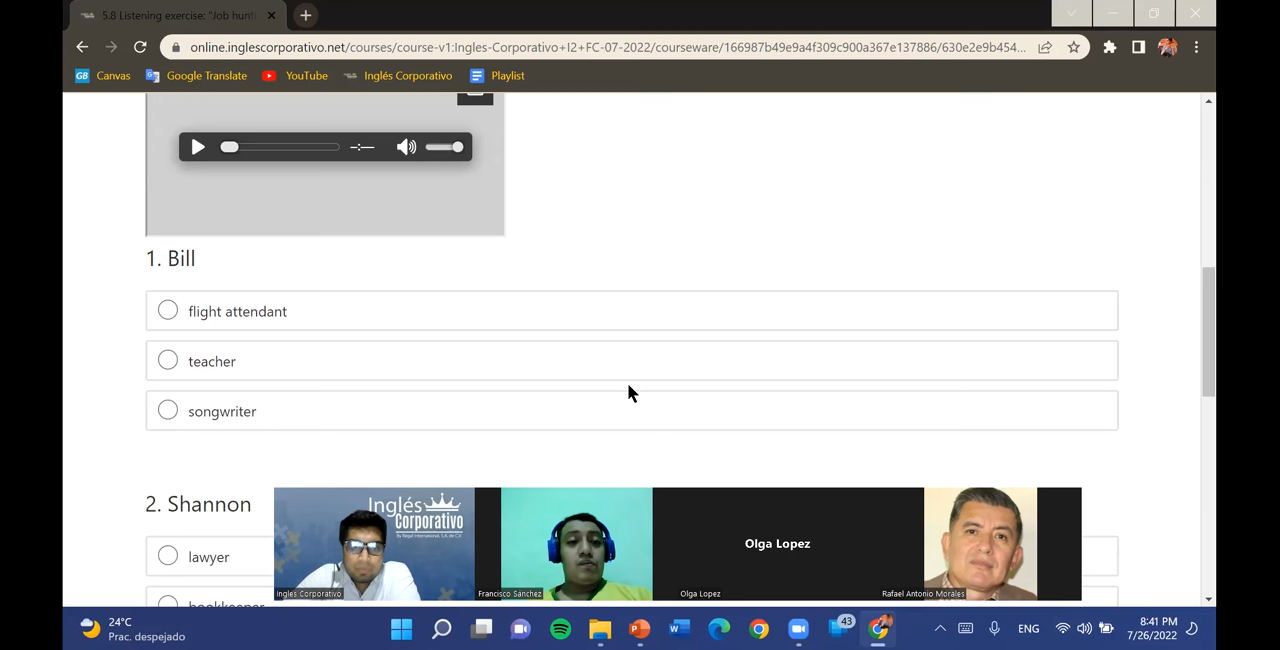 5.8 Listening exercise: "Job hunti
online.inglescorporativo.net/courses/course-v1:Ingles-Corporativo+I2+FC-07-2022/courseware/166987b49e9a4f309c900a367e137886/630e2e9b454...
GB Canvas Google Translate YouTube Inglés Corporativo Playlist
-:--
1. Bill
flight attendant
teacher
songwriter
2. Shannon
lawyer
bookkeeper
Inglés
Corporativo
Inglés Corporativo
Francisco Sánchez
Olga Lopez
Olga Lopez
Rafael Antonio Morales
24°C
Prac. despejado
43
ENG
8:41 PM
7/26/2022